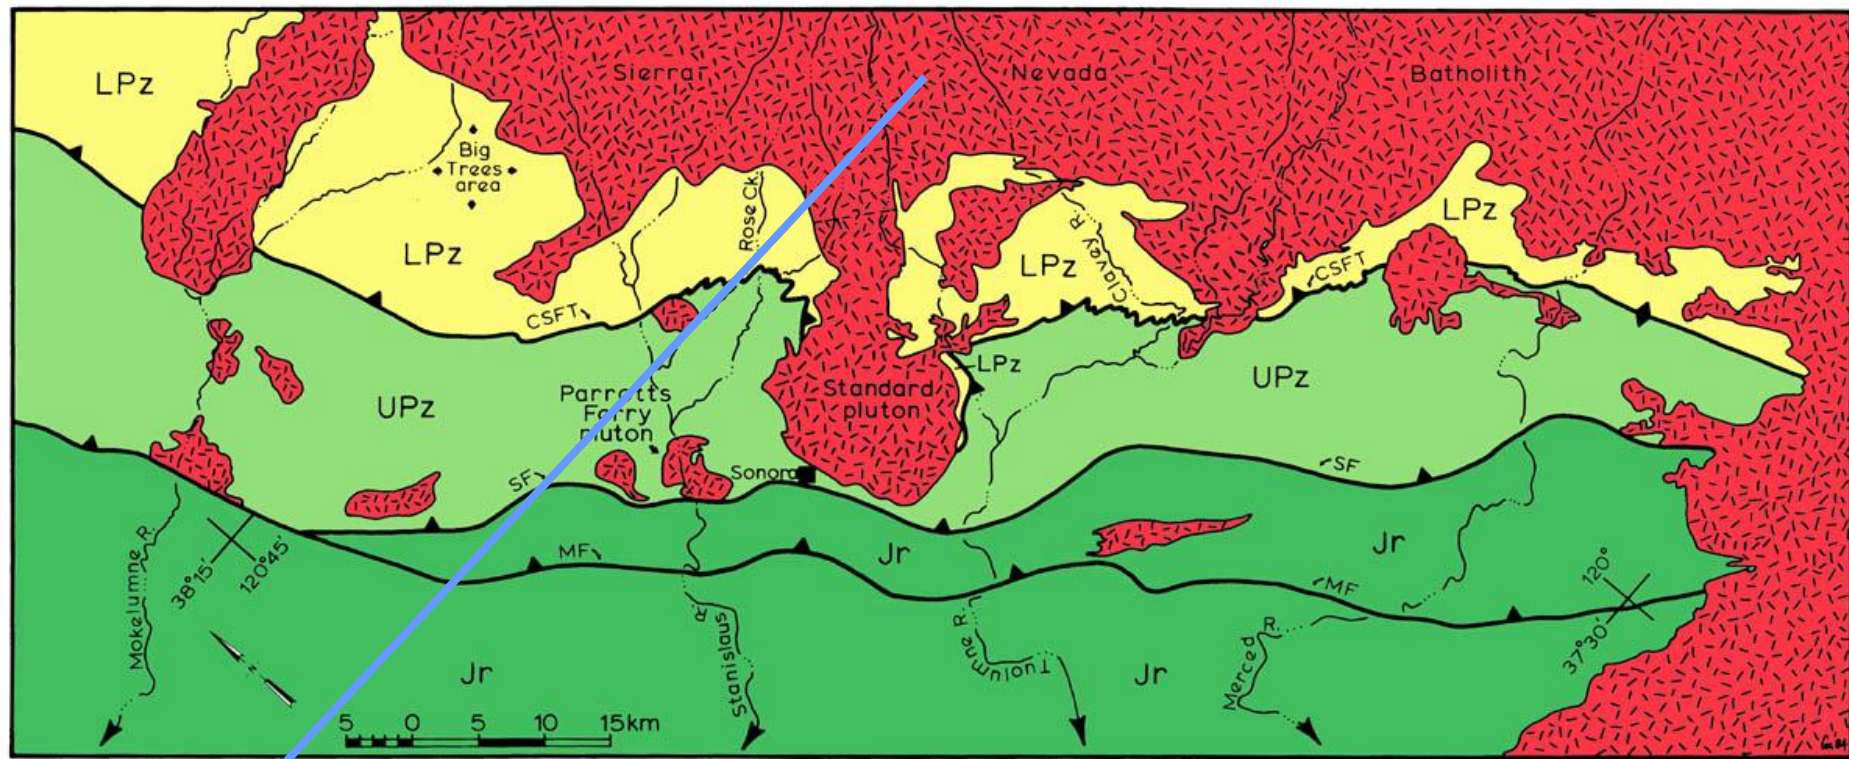 Sierra
Nevada
Batholith
LPz
Big
Trees
area
Rose Ck.
LPz
LPz
LPz
Clavey R.
CSFT
CSFT
LPz
UPz
UPz
Parrotts
Ferry
pluton
Standard
pluton
Sonora
SF
SF
Jr
Jr
MF
MF
Mokelumne R.
38°15'
120°45'
120°
37°30'
Stanislaus R.
Tuolumne R.
Merced R.
Jr
Jr
5 0 5 10 15km